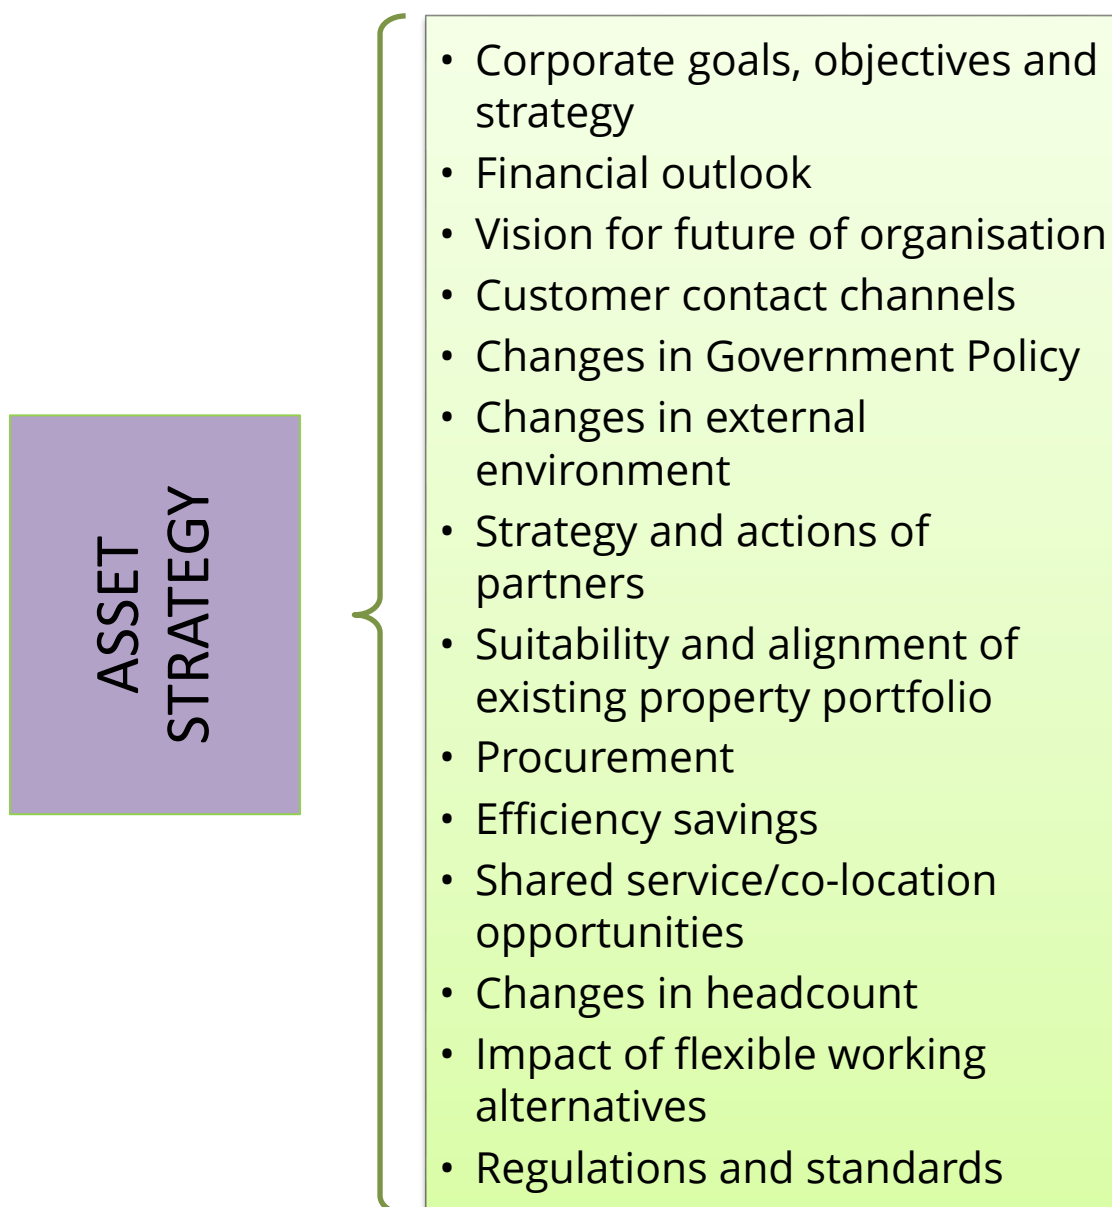 ASSET
STRATEGY
• Corporate goals, objectives and
strategy
• Financial outlook
• Vision for future of organisation
• Customer contact channels
• Changes in Government Policy
• Changes in external
environment
• Strategy and actions of
partners
• Suitability and alignment of
existing property portfolio
• Procurement
• Efficiency savings
• Shared service/co-location
opportunities
• Changes in headcount
• Impact of flexible working
alternatives
• Regulations and standards